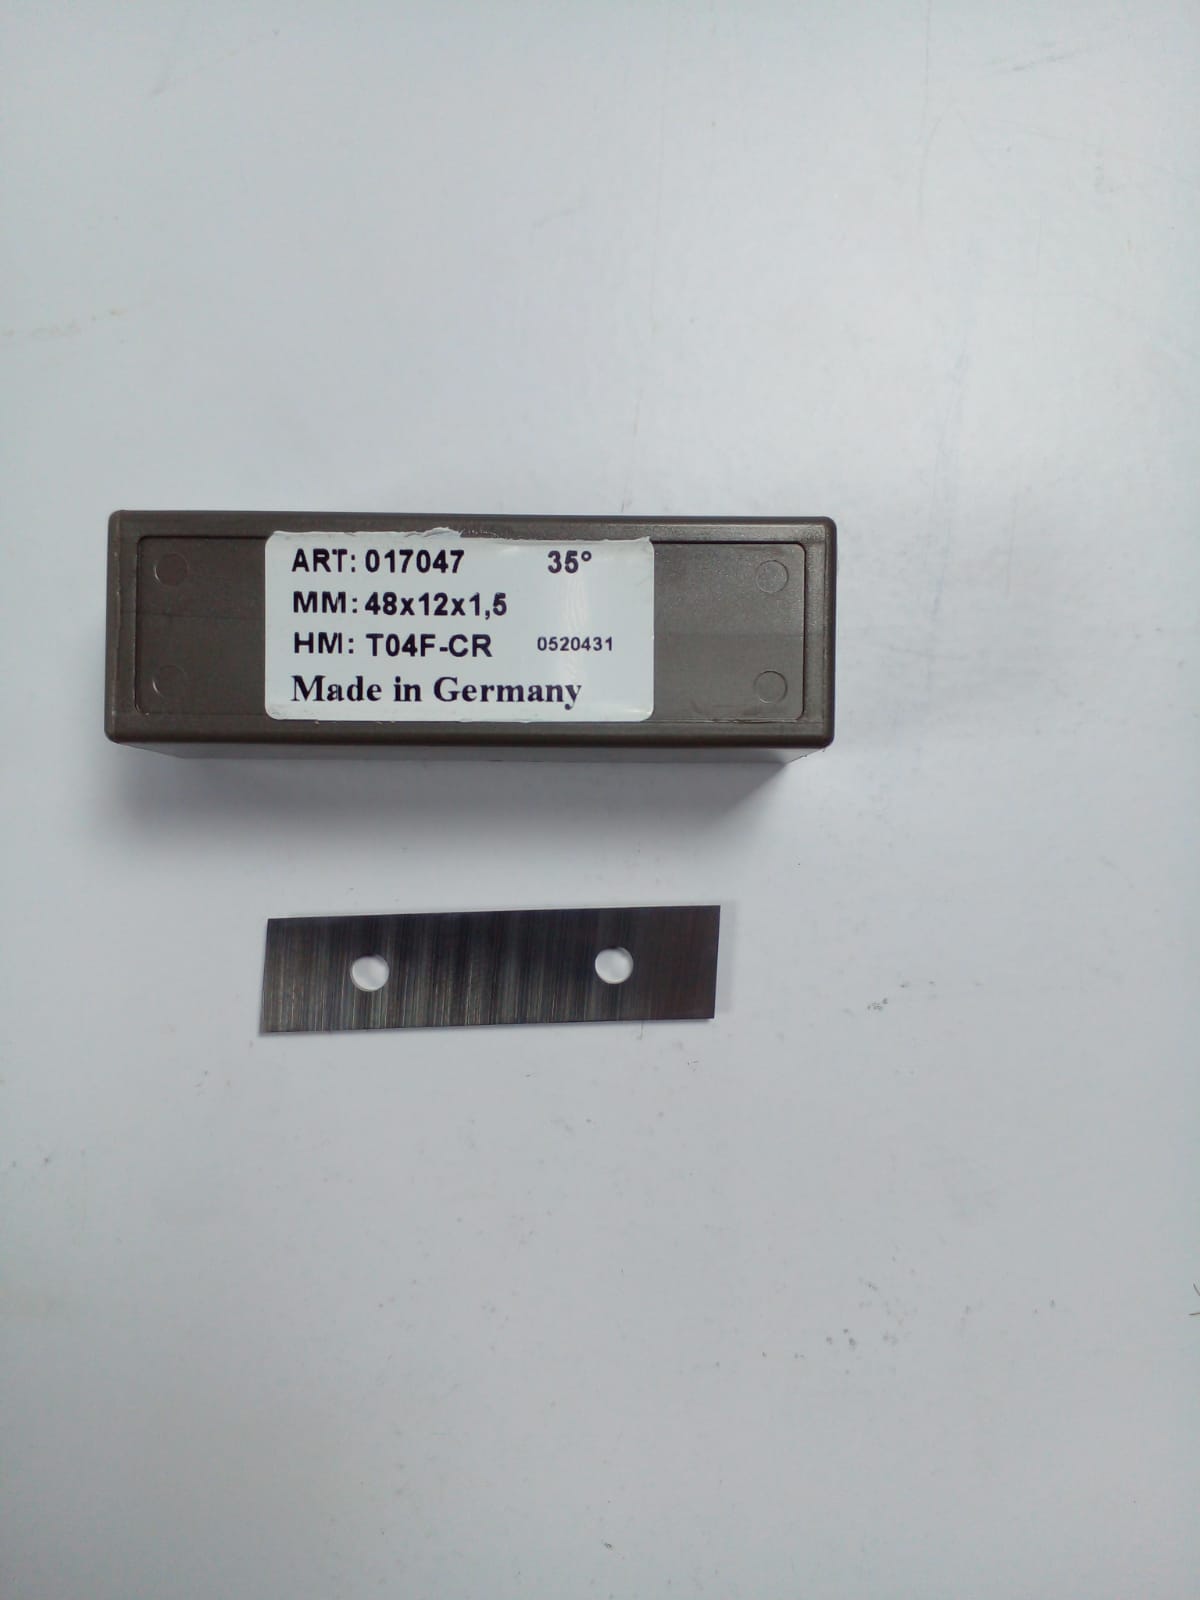 ART: 017047 35°
MM: 48x12x1,5
HM: T04F-CR 0520431
Made in Germany